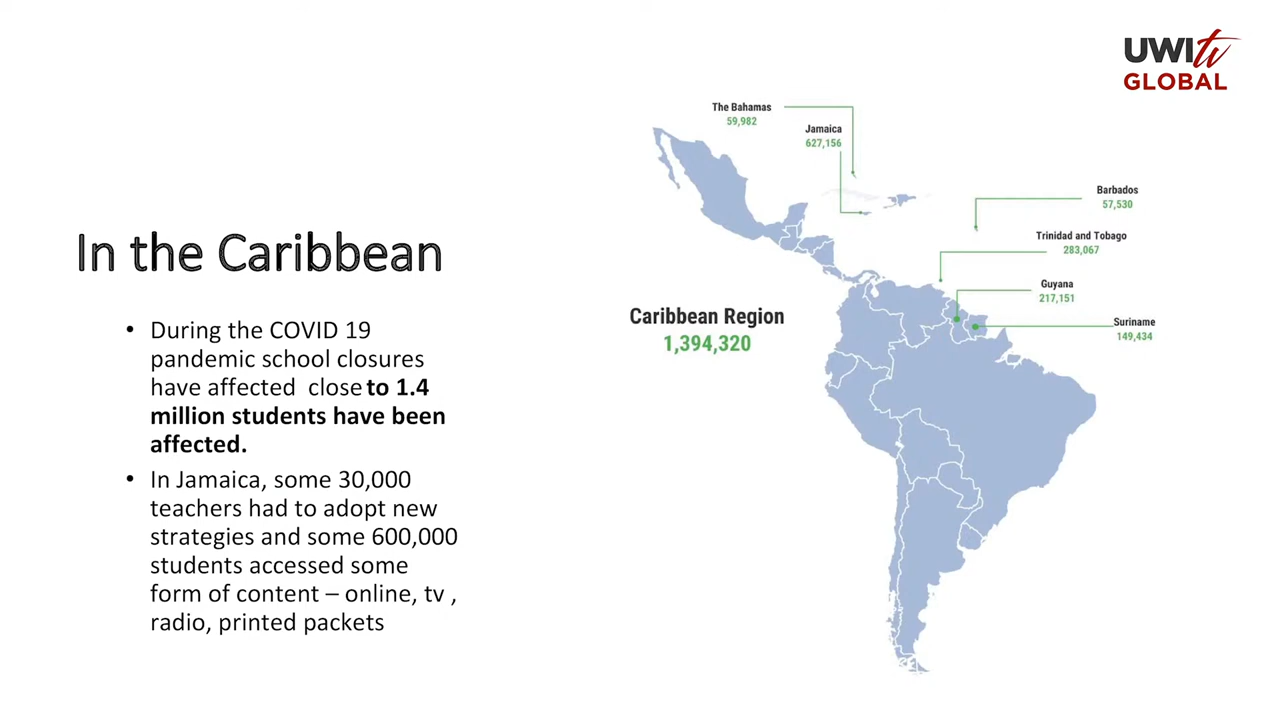 UWI tv
GLOBAL
In the Caribbean
• During the COVID 19
pandemic school closures
have affected close to 1.4
million students have been
affected.
• In Jamaica, some 30,000
teachers had to adopt new
strategies and some 600,000
students accessed some
form of content – online, tv ,
radio, printed packets
The Bahamas
59,982
Jamaica
627,156
Barbados
57,530
Trinidad and Tobago
283,067
Guyana
217,151
Suriname
149,434
Caribbean Region
1,394,320